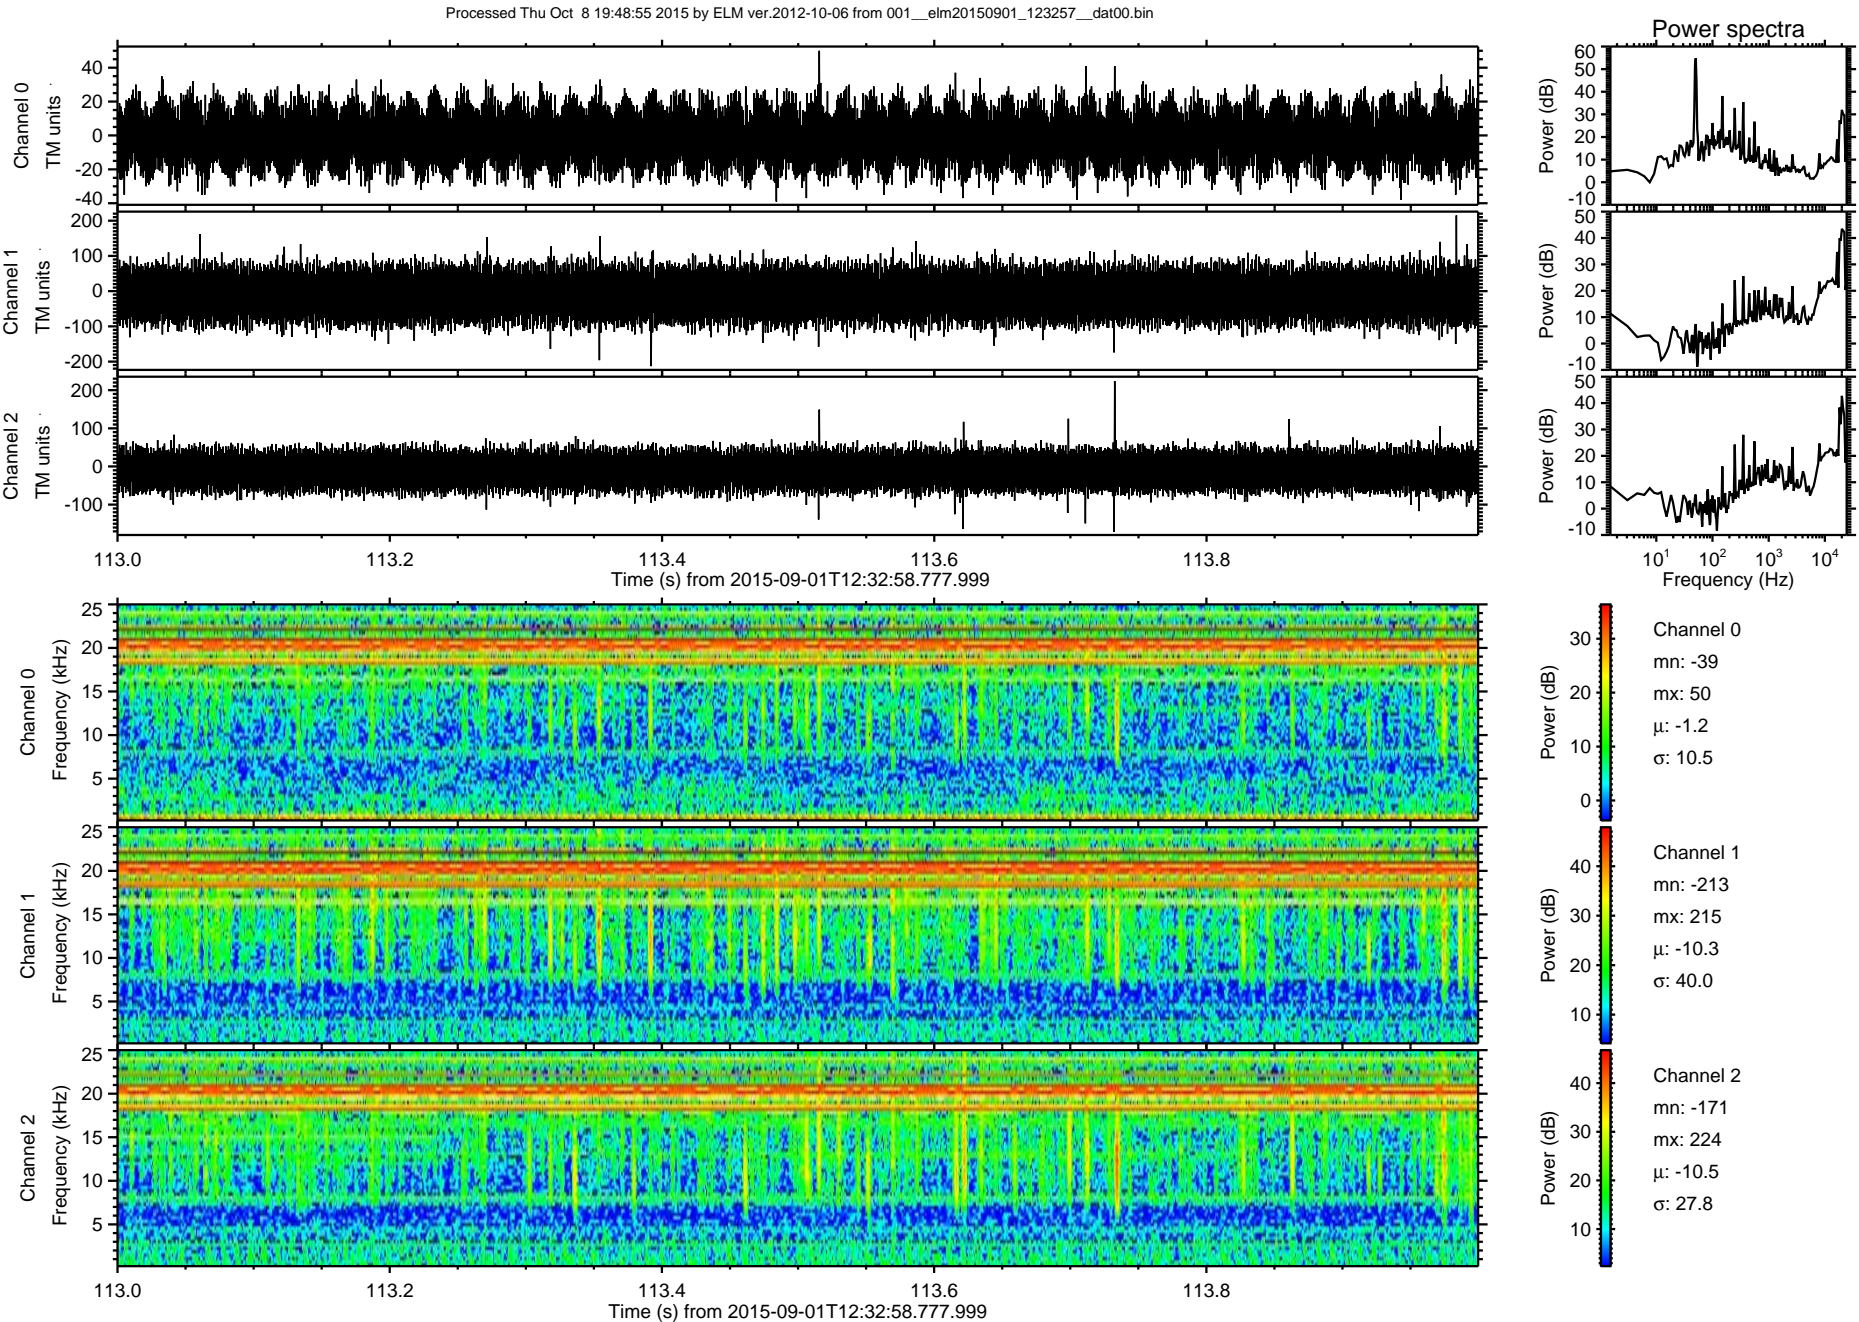 Processed Thu Oct  8 19:48:55 2015 by ELM ver.2012-10-06 from 001__elm20150901_123257__dat00.bin
Power spectra
Channel 0
TM units
40
20
0
-20
-40
Power (dB)
60
50
40
30
20
10
0
-10
Channel 1
TM units
200
100
0
-100
-200
Power (dB)
50
40
30
20
10
0
-10
Channel 2
TM units
200
100
0
-100
Power (dB)
50
40
30
20
10
0
-10
113.0 113.2 113.4 113.6 113.8
Time (s) from 2015-09-01T12:32:58.777.999
10^1 10^2 10^3 10^4
Frequency (Hz)
Channel 0
Frequency (kHz)
25
20
15
10
5
Power (dB)
30
20
10
0
Channel 0
mn: -39
mx: 50
μ: -1.2
σ: 10.5
Channel 1
Frequency (kHz)
25
20
15
10
5
Power (dB)
40
30
20
10
Channel 1
mn: -213
mx: 215
μ: -10.3
σ: 40.0
Channel 2
Frequency (kHz)
25
20
15
10
5
Power (dB)
40
30
20
10
Channel 2
mn: -171
mx: 224
μ: -10.5
σ: 27.8
113.0 113.2 113.4 113.6 113.8
Time (s) from 2015-09-01T12:32:58.777.999